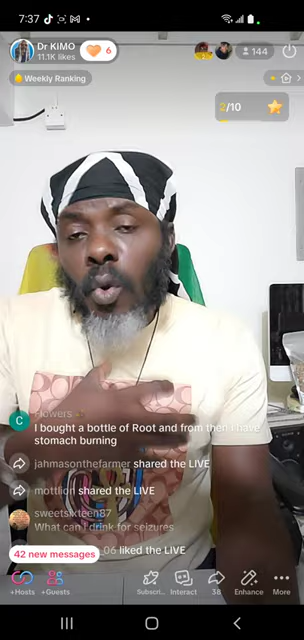 7:37
Dr KIMO
11.1K likes
6
144
Weekly Ranking
2/10
Flowers
C
I bought a bottle of Root and from then i have
stomach burning
jahmasonthefarmer shared the LIVE
mottlion shared the LIVE
sweetsixteen87
What can i drink for seizures
42 new messages
06 liked the LIVE
+Hosts
+Guests
Subscri...
Interact
38
Enhance
More